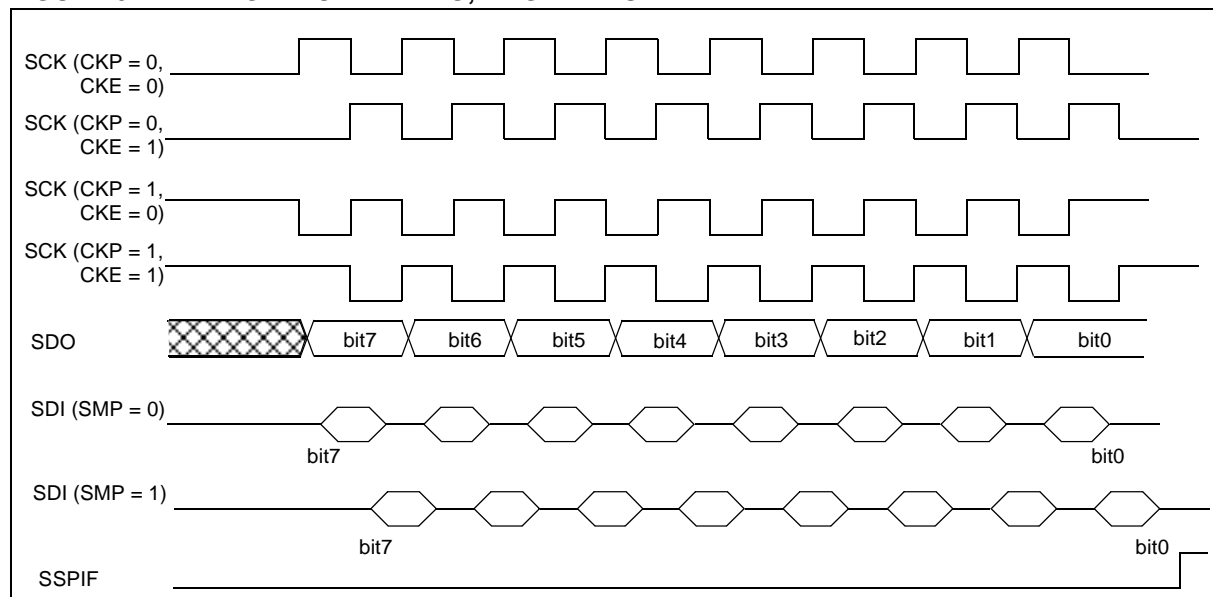 SCK (CKP = 0,
CKE = 0)
SCK (CKP = 0,
CKE = 1)
SCK (CKP = 1,
CKE = 0)
SCK (CKP = 1,
CKE = 1)
SDO
bit7 bit6 bit5 bit4 bit3 bit2 bit1 bit0
SDI (SMP = 0)
bit7 bit0
SDI (SMP = 1)
bit7 bit0
SSPIF